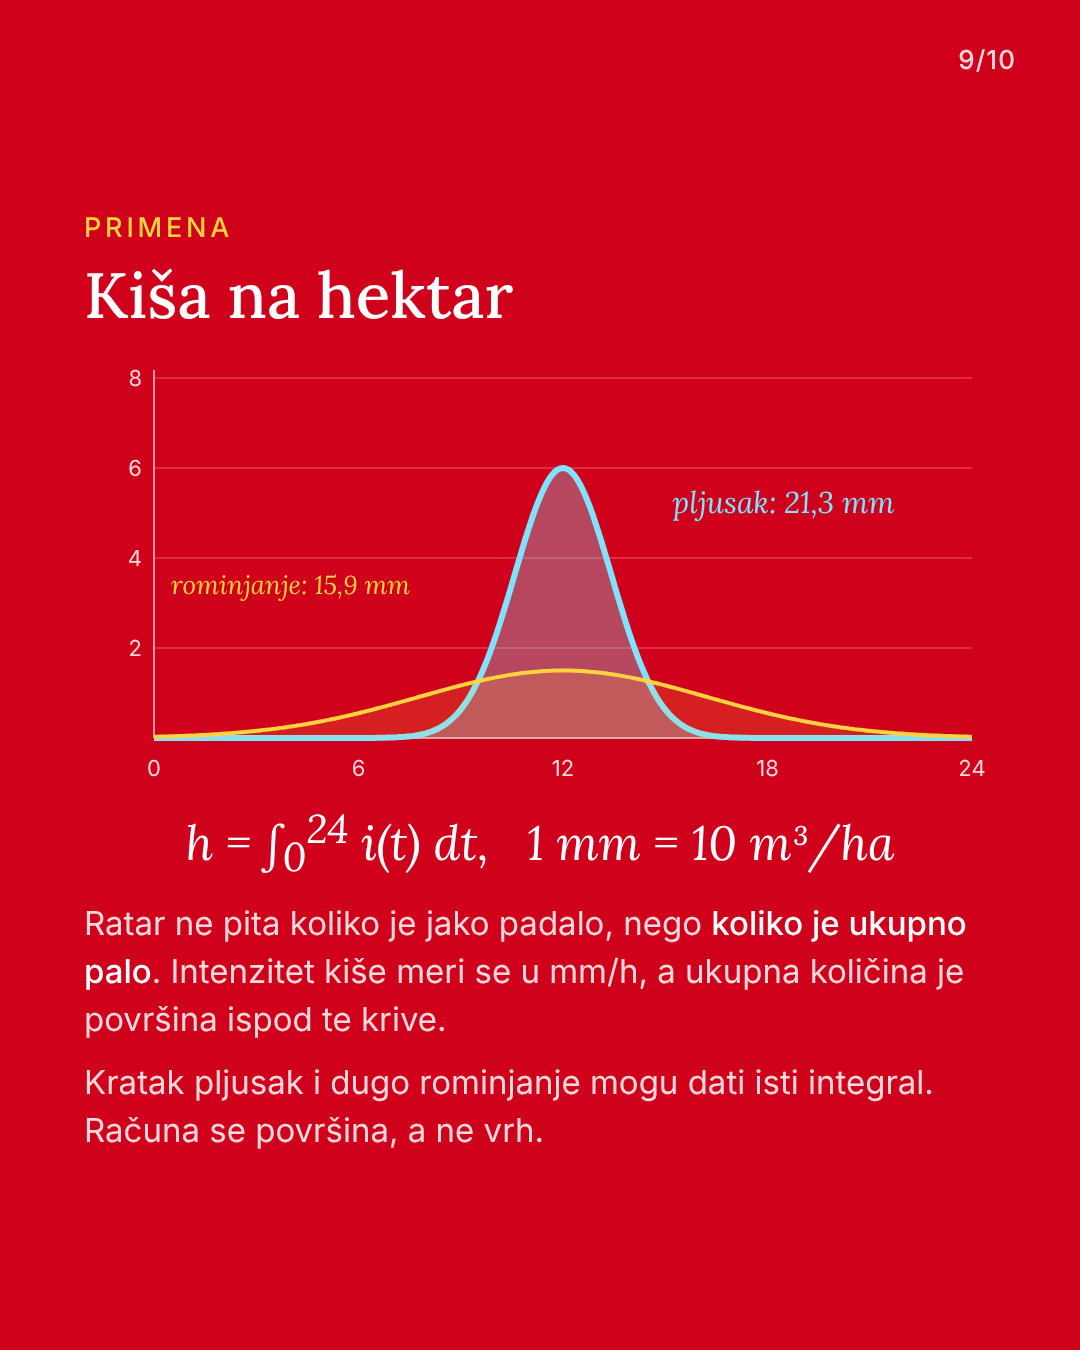 9/10
PRIMENA
Kiša na hektar
8
6
pljusak: 21,3 mm
4
rominjanje: 15,9 mm
2
0 6 12 18 24
h = ∫₀²⁴ i(t) dt, 1 mm = 10 m³/ha
Ratar ne pita koliko je jako padalo, nego koliko je ukupno
palo. Intenzitet kiše meri se u mm/h, a ukupna količina je
površina ispod te krive.
Kratak pljusak i dugo rominjanje mogu dati isti integral.
Računa se površina, a ne vrh.